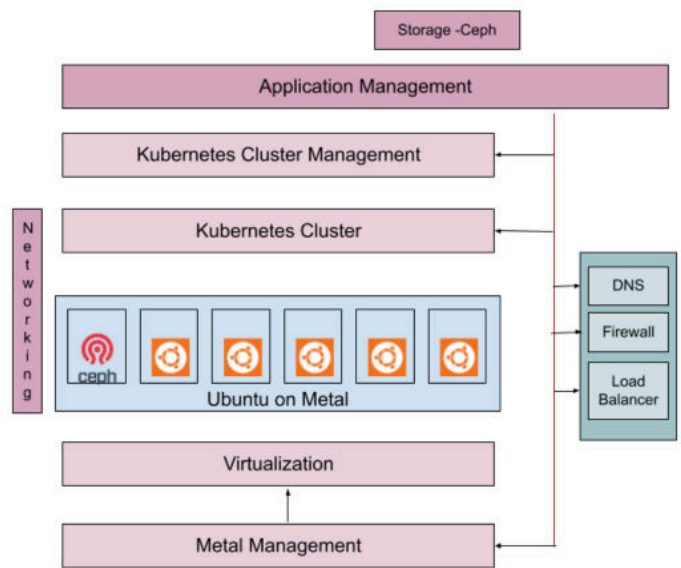 Storage -Ceph
Application Management
Kubernetes Cluster Management
Networking
Kubernetes Cluster
DNS
Firewall
Load
Balancer
ceph
Ubuntu on Metal
Virtualization
Metal Management